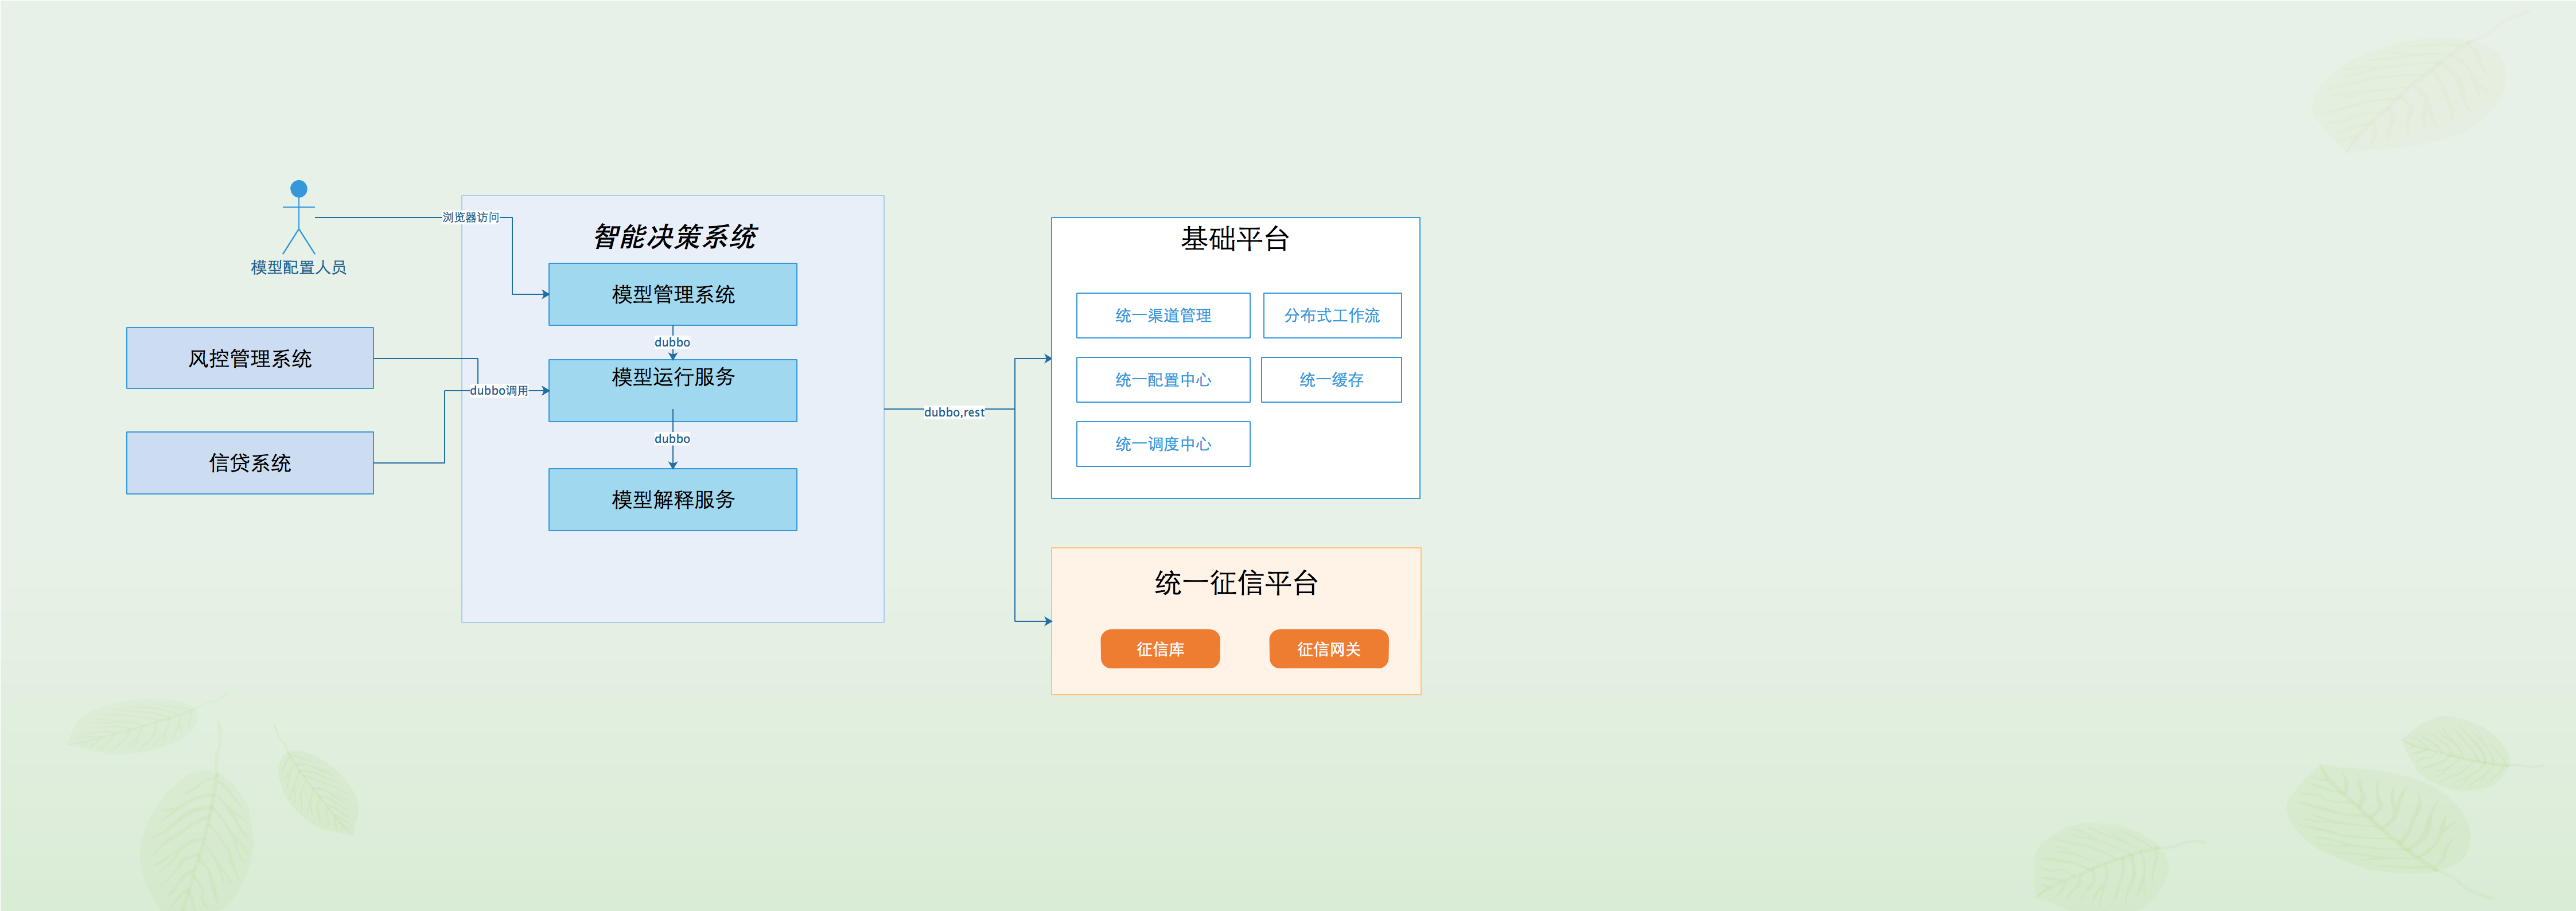 浏览器访问
模型配置人员
风控管理系统
信贷系统
dubbo调用
智能决策系统
模型管理系统
dubbo
模型运行服务
dubbo
模型解释服务
dubbo,rest
基础平台
统一渠道管理
分布式工作流
统一配置中心
统一缓存
统一调度中心
统一征信平台
征信库
征信网关